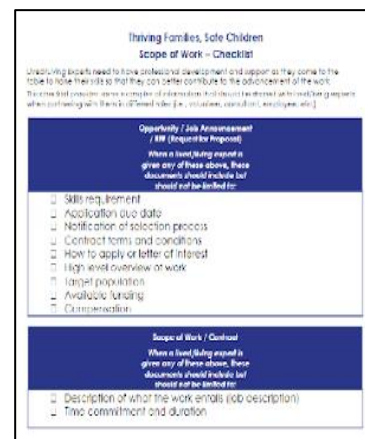 Thriving Families, Safe Children
Scope of Work – Checklist
Lived/living experts need to have professional development and support as they come to the
table to hone their skills so that they can better contribute to the advancement of the work.
This checklist provides some examples of information that should be shared with lived/living experts
when partnering with them in different roles (i.e., volunteer, consultant, employee, etc.)
Opportunity / Job Announcement
/ RFP (Request for Proposal)
When a lived/living expert is
given any of these above, these
documents should include but
should not be limited to:
Skills requirement
Application due date
Notification of selection process
Contract terms and conditions
How to apply or letter of interest
High level overview of work
Target population
Available funding
Compensation
Scope of Work / Contract
When a lived/living expert is
given any of these above, these
documents should include but
should not be limited to:
Description of what the work entails (job description)
Time commitment and duration